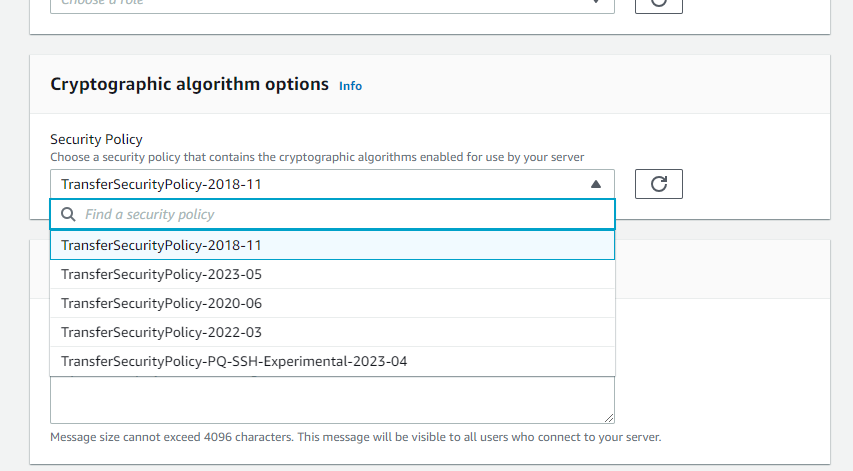 Choose a role
Cryptographic algorithm options Info
Security Policy
Choose a security policy that contains the cryptographic algorithms enabled for use by your server
TransferSecurityPolicy-2018-11
Find a security policy
TransferSecurityPolicy-2018-11
TransferSecurityPolicy-2023-05
TransferSecurityPolicy-2020-06
TransferSecurityPolicy-2022-03
TransferSecurityPolicy-PQ-SSH-Experimental-2023-04
Message size cannot exceed 4096 characters. This message will be visible to all users who connect to your server.